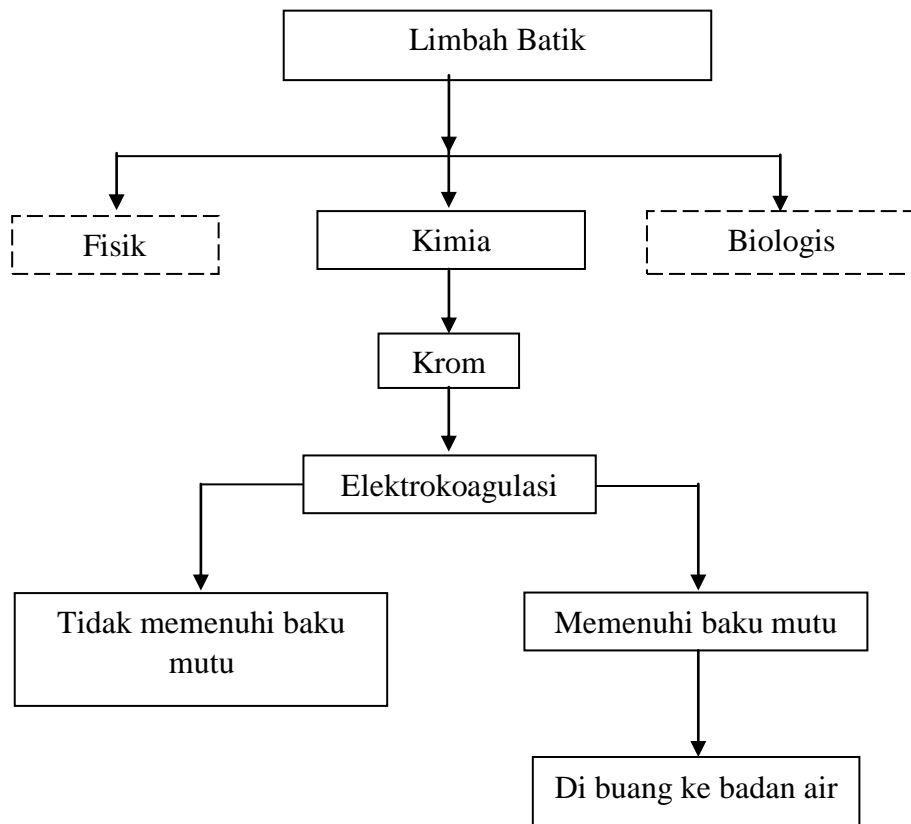 Limbah Batik
Fisik
Kimia
Biologis
Krom
Elektrokoagulasi
Tidak memenuhi baku
mutu
Memenuhi baku mutu
Di buang ke badan air